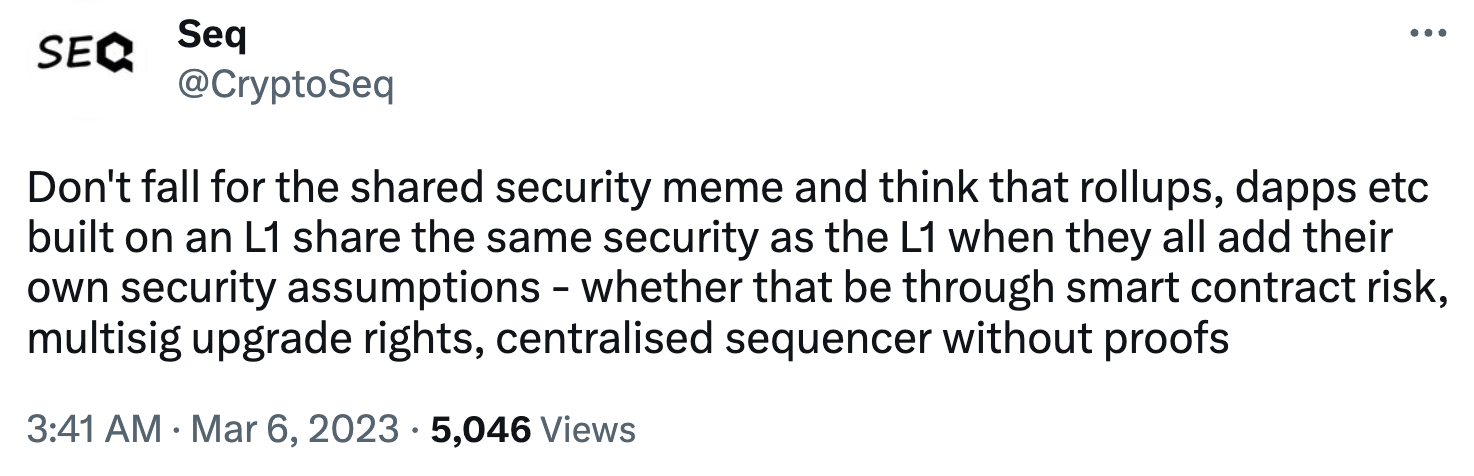 SEQ
Seq
@CryptoSeq
Don't fall for the shared security meme and think that rollups, dapps etc
built on an L1 share the same security as the L1 when they all add their
own security assumptions - whether that be through smart contract risk,
multisig upgrade rights, centralised sequencer without proofs
3:41 AM · Mar 6, 2023 · 5,046 Views